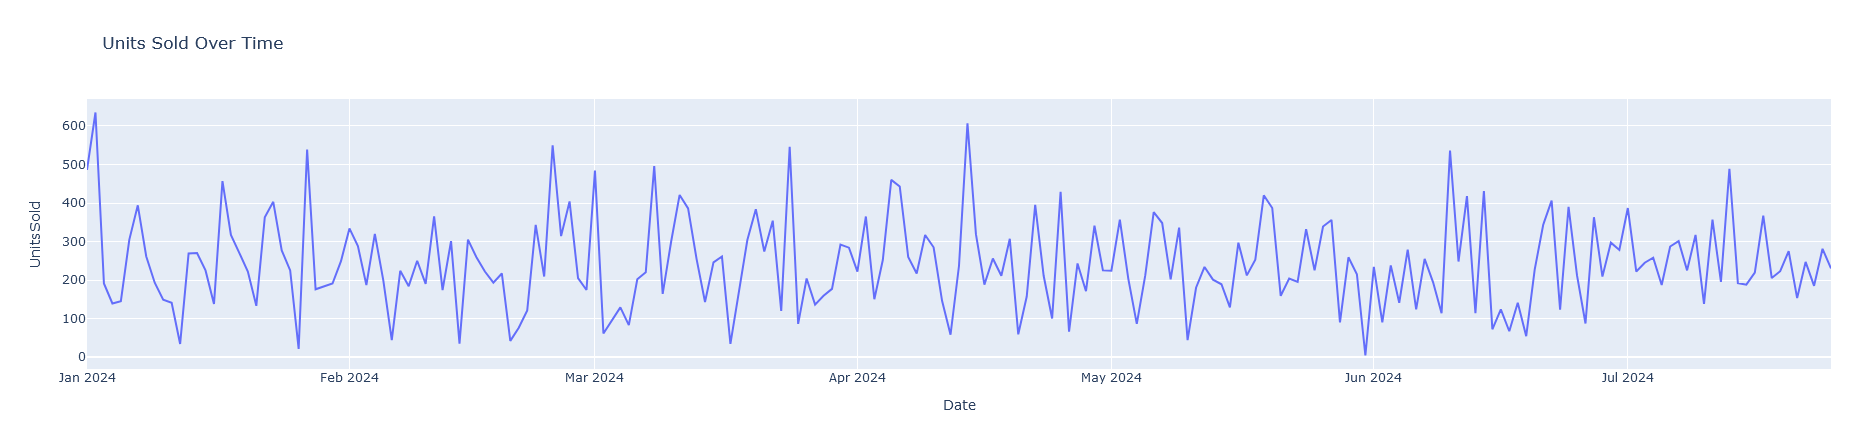 Units Sold Over Time
600
500
400
300
200
100
0
UnitsSold
Jan 2024
Feb 2024
Mar 2024
Apr 2024
May 2024
Jun 2024
Jul 2024
Date